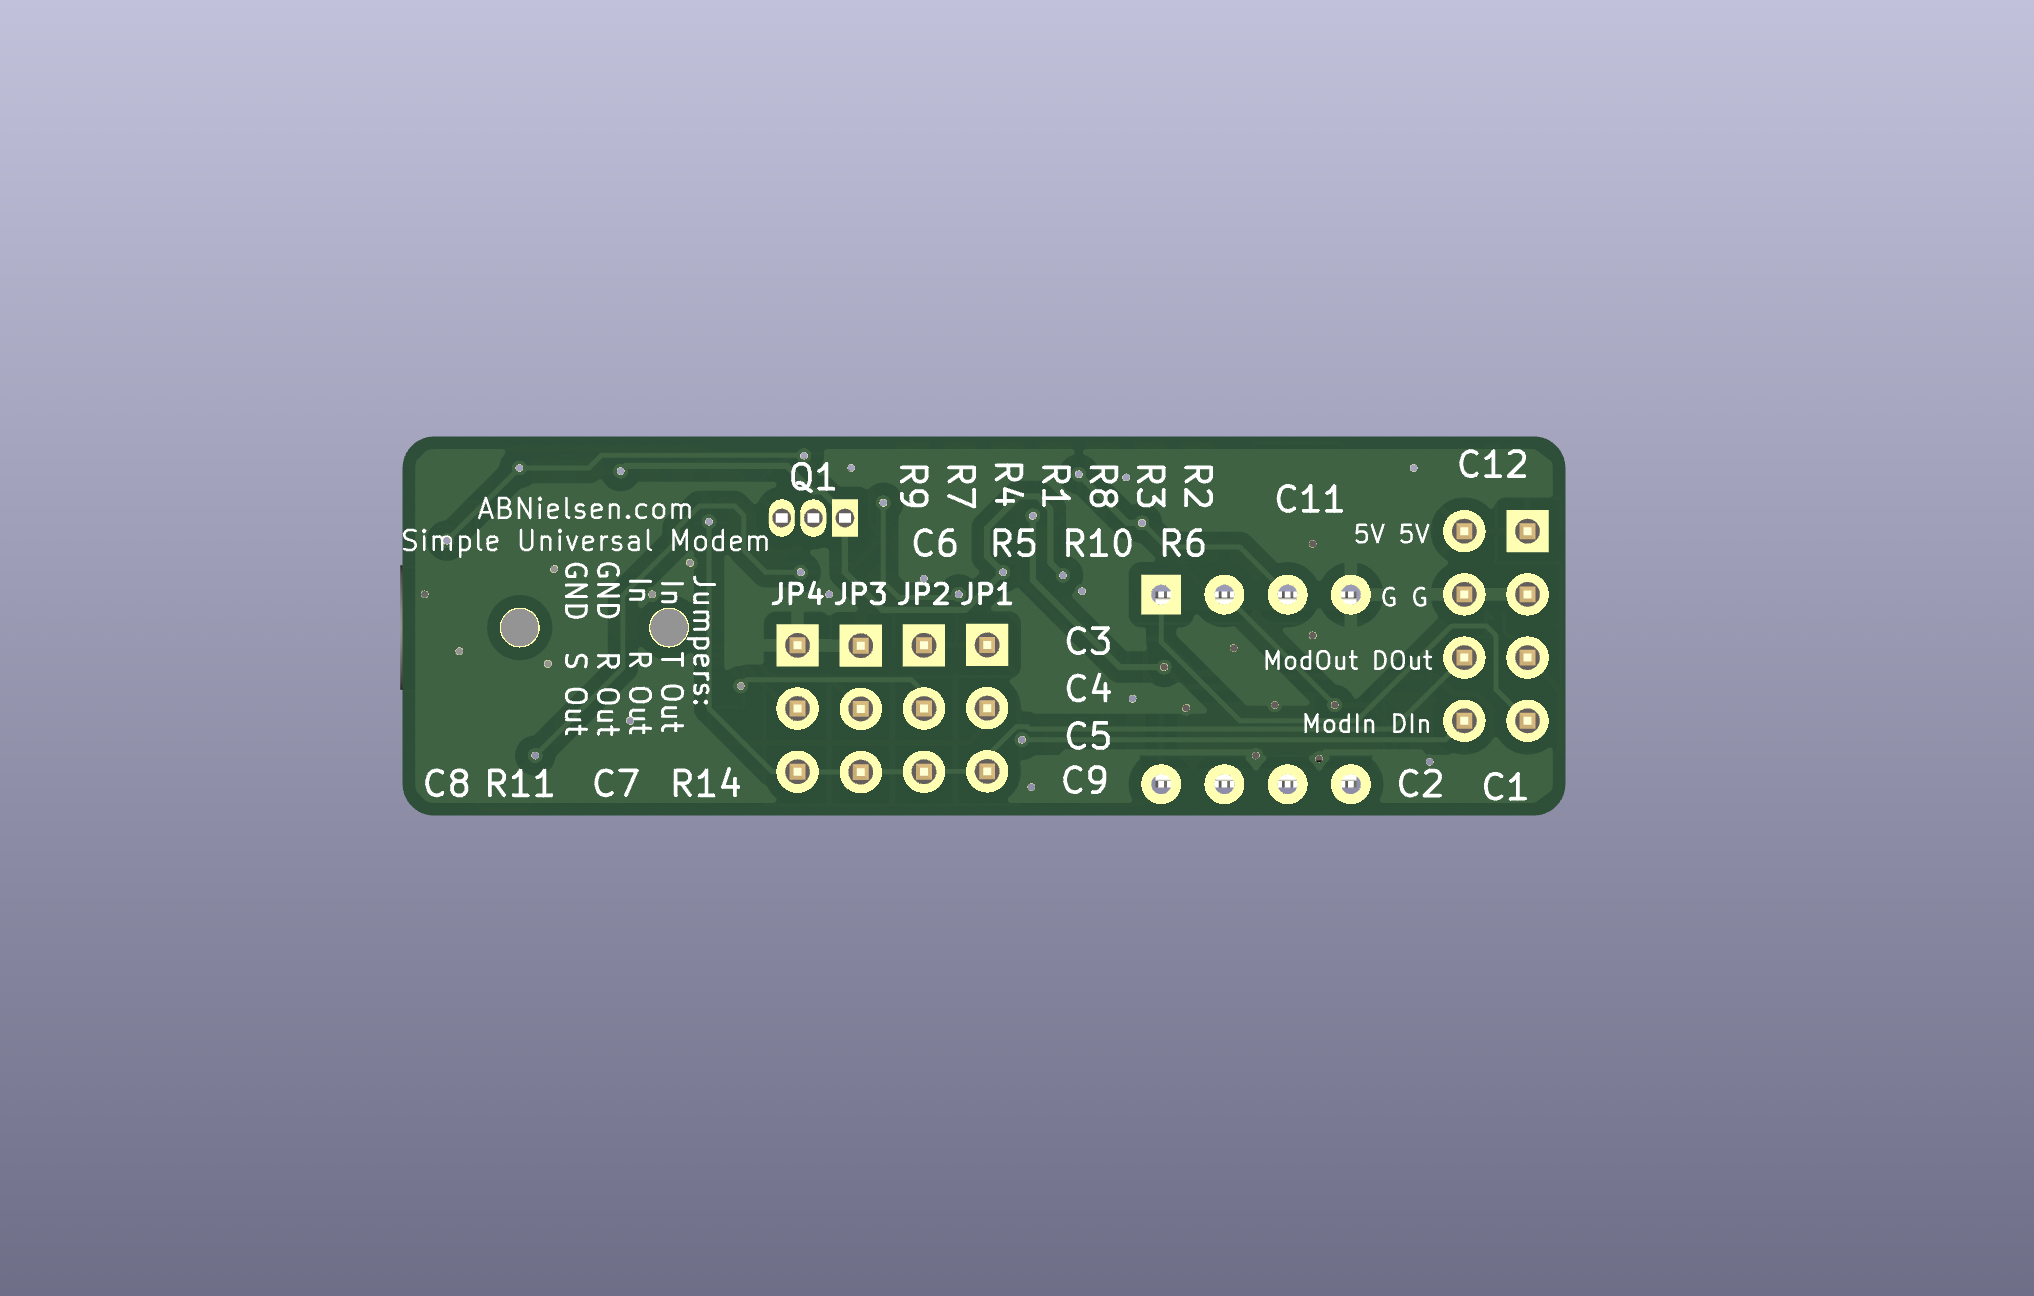 C12
Q1
R9
R7
R4
R1
R8
R3
R2
C11
ABNielsen.com
Simple Universal Modem
5V 5V
C6 R5 R10 R6
JP4 JP3 JP2 JP1
G G
Jumpers:
In T Out
In R Out
GND R Out
GND S Out
C3
ModOut DOut
C4
ModIn DIn
C5
C8 R11 C7 R14 C9 C2 C1